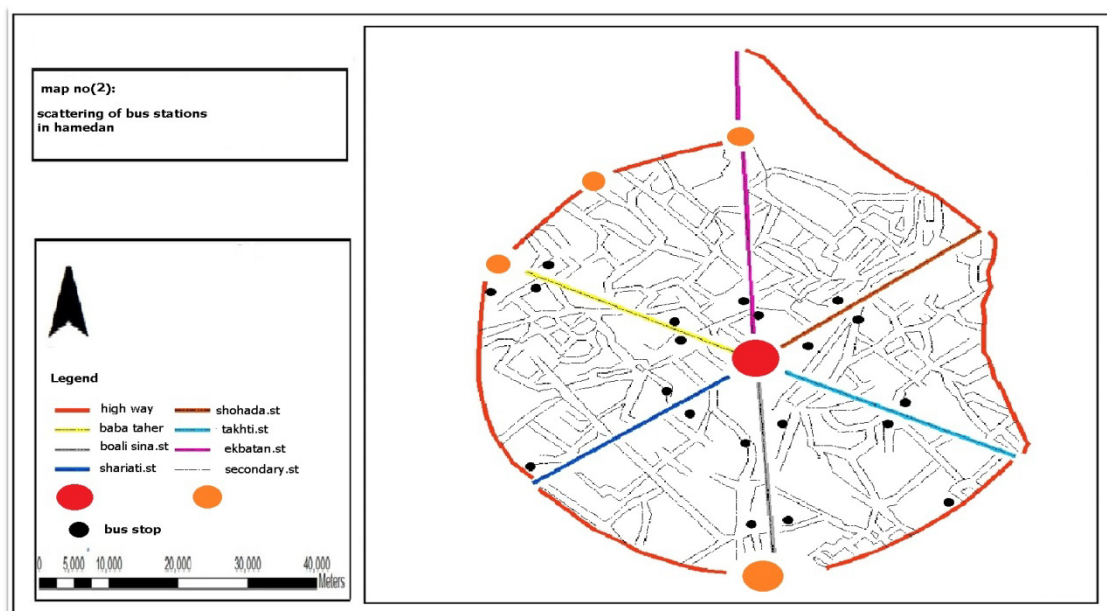 map no(2):
scattering of bus stations
in hamedan
Legend
high way
baba taher
boali sina.st
shariati.st
shohada.st
takhti.st
ekbatan.st
secondary.st
bus stop
0 5,000 10,000 20,000 30,000 40,000
Meters